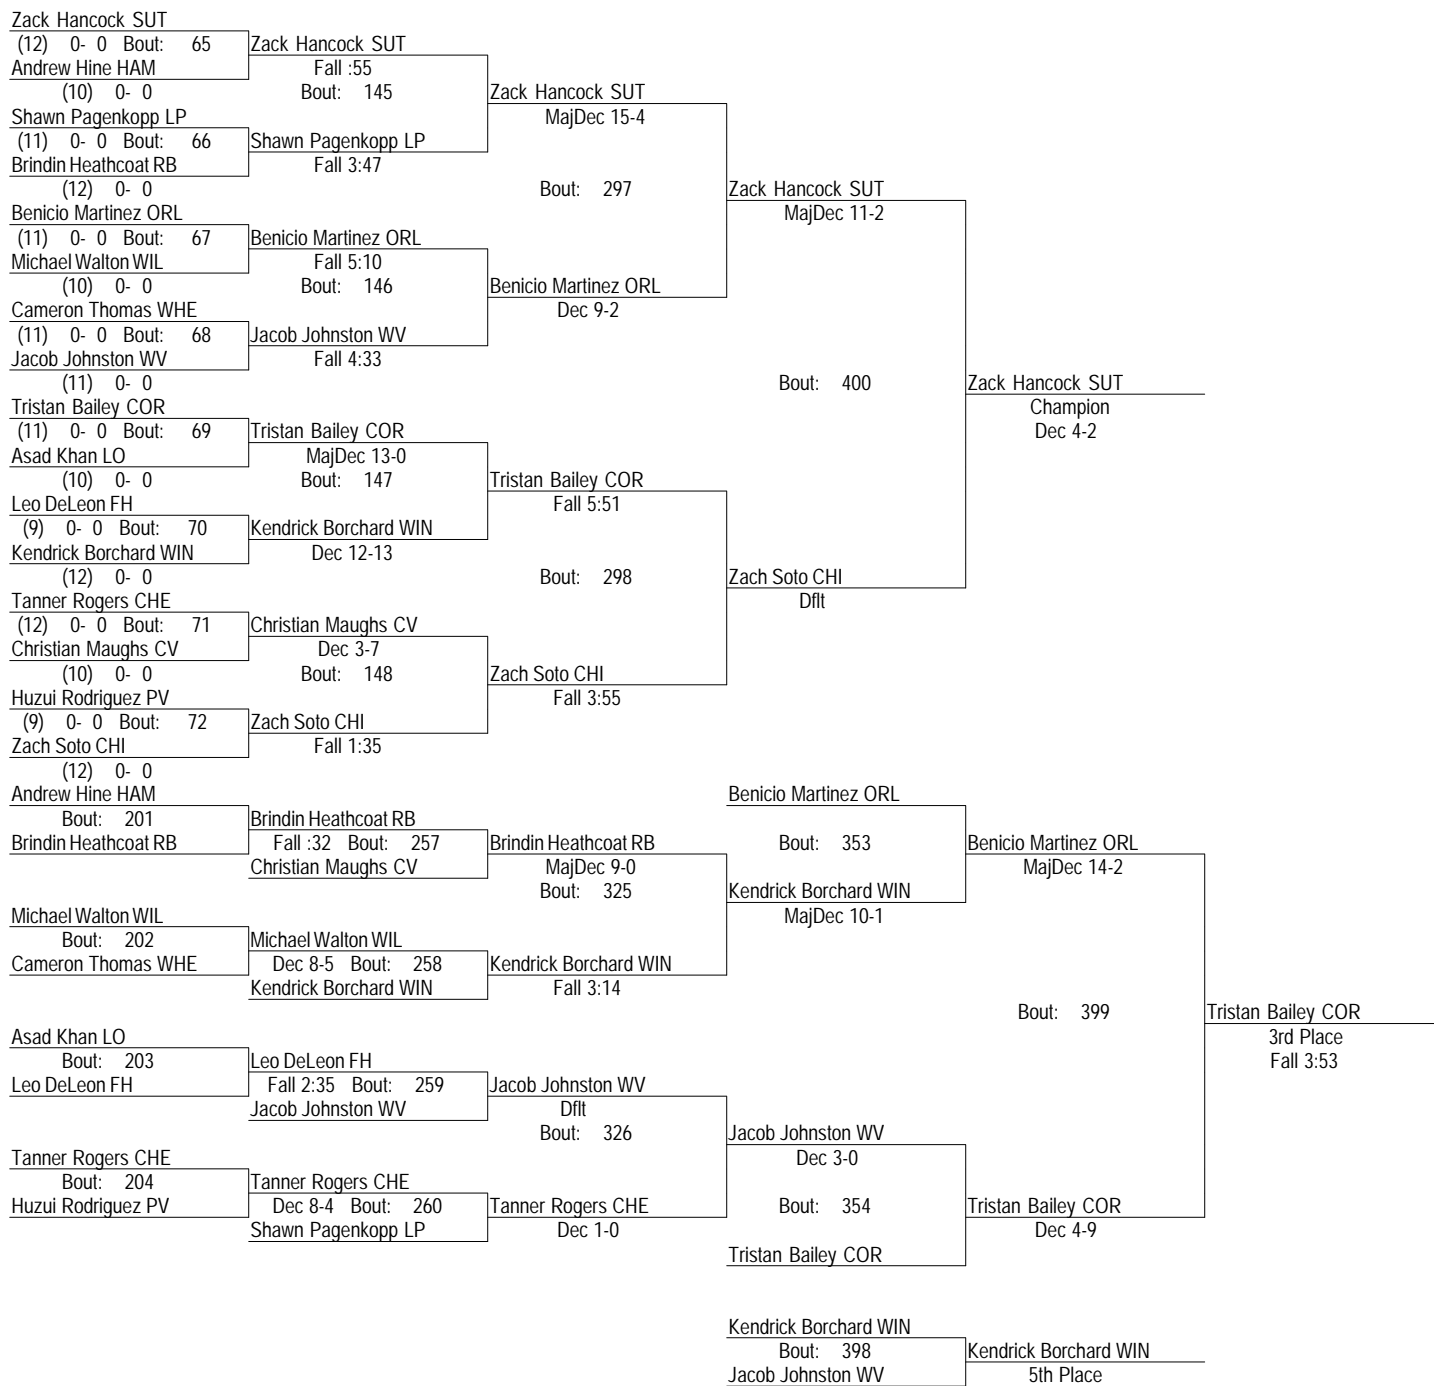 Zack Hancock SUT
(12) 0- 0 Bout: 65 Zack Hancock SUT
Andrew Hine HAM Fall :55
(10) 0- 0 Bout: 145 Zack Hancock SUT
Shawn Pagenkopp LP MajDec 15-4
(11) 0- 0 Bout: 66 Shawn Pagenkopp LP
Brindin Heathcoat RB Fall 3:47
(12) 0- 0 Bout: 297 Zack Hancock SUT
Benicio Martinez ORL MajDec 11-2
(11) 0- 0 Bout: 67 Benicio Martinez ORL
Michael Walton WIL Fall 5:10
(10) 0- 0 Bout: 146 Benicio Martinez ORL
Cameron Thomas WHE Dec 9-2
(11) 0- 0 Bout: 68 Jacob Johnston WV
Jacob Johnston WV Fall 4:33
(11) 0- 0 Bout: 400 Zack Hancock SUT
Tristan Bailey COR Champion
(11) 0- 0 Bout: 69 Tristan Bailey COR Dec 4-2
Asad Khan LO MajDec 13-0
(10) 0- 0 Bout: 147 Tristan Bailey COR
Leo DeLeon FH Fall 5:51
(9) 0- 0 Bout: 70 Kendrick Borchard WIN
Kendrick Borchard WIN Dec 12-13
(12) 0- 0 Bout: 298 Zach Soto CHI
Tanner Rogers CHE Dflt
(12) 0- 0 Bout: 71 Christian Maughs CV
Christian Maughs CV Dec 3-7
(10) 0- 0 Bout: 148 Zach Soto CHI
Huzui Rodriguez PV Fall 3:55
(9) 0- 0 Bout: 72 Zach Soto CHI
Zach Soto CHI Fall 1:35
(12) 0- 0
Andrew Hine HAM Benicio Martinez ORL
Bout: 201 Brindin Heathcoat RB
Brindin Heathcoat RB Fall :32 Bout: 257 Brindin Heathcoat RB Bout: 353 Benicio Martinez ORL
Christian Maughs CV MajDec 9-0 MajDec 14-2
Bout: 325 Kendrick Borchard WIN
Michael Walton WIL MajDec 10-1
Bout: 202 Michael Walton WIL
Cameron Thomas WHE Dec 8-5 Bout: 258 Kendrick Borchard WIN
Kendrick Borchard WIN Fall 3:14
Bout: 399 Tristan Bailey COR
Asad Khan LO 3rd Place
Bout: 203 Leo DeLeon FH Fall 3:53
Leo DeLeon FH Fall 2:35 Bout: 259 Jacob Johnston WV
Jacob Johnston WV Dflt
Bout: 326 Jacob Johnston WV
Tanner Rogers CHE Dec 3-0
Bout: 204 Tanner Rogers CHE
Huzui Rodriguez PV Dec 8-4 Bout: 260 Tanner Rogers CHE Bout: 354 Tristan Bailey COR
Shawn Pagenkopp LP Dec 1-0 Dec 4-9
Tristan Bailey COR
Kendrick Borchard WIN
Bout: 398 Kendrick Borchard WIN
Jacob Johnston WV 5th Place